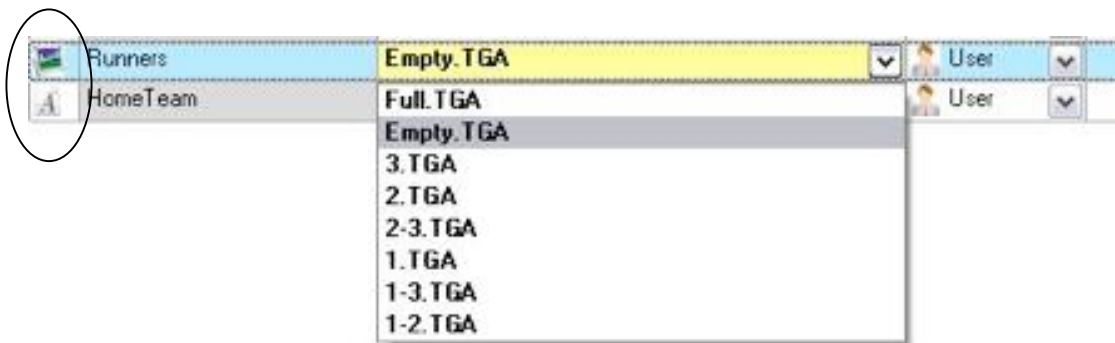 Runners Empty.TGA User
HomeTeam Full.TGA User
Empty.TGA
3.TGA
2.TGA
2-3.TGA
1.TGA
1-3.TGA
1-2.TGA